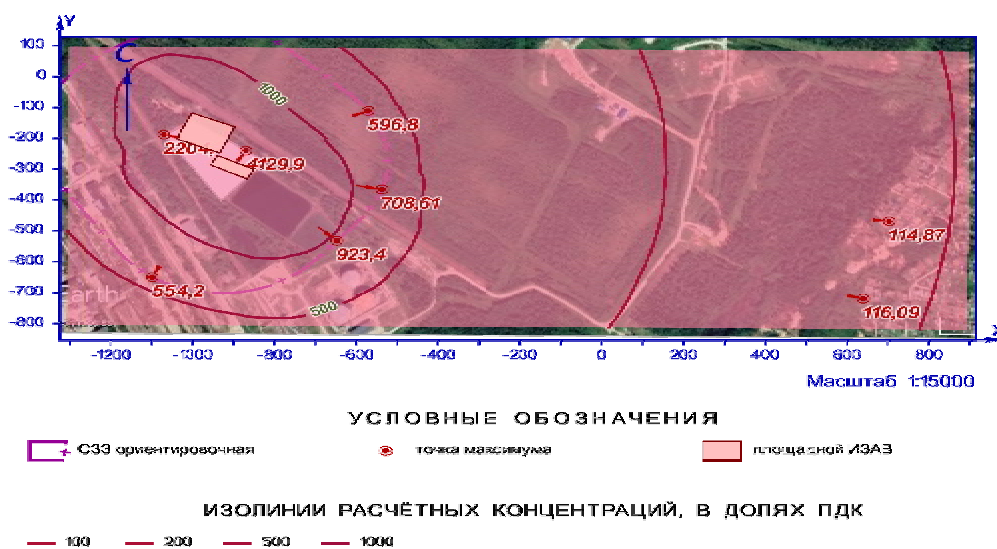 Y
100
С
0
-100
-200
-300
-400
-500
-600
-700
-800
1000
596,8
2204,
4129,9
708,61
923,4
554,2
500
114,87
116,09
Earth
-1200 -1000 -800 -600 -400 -200 0 200 400 600 800
X
Масштаб 1:15000
УСЛОВНЫЕ ОБОЗНАЧЕНИЯ
СЗЗ ориентировочная точка максимума площадной ИЗАВ
ИЗОЛИНИИ РАСЧЁТНЫХ КОНЦЕНТРАЦИЙ, В ДОЛЯХ ПДК
100 200 500 1000